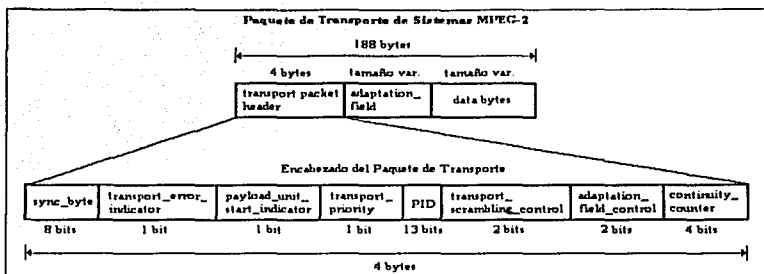 Paquete de Transporte de Sistemas MPEG-2
188 bytes
4 bytes tamaño var. tamaño var.
transport packet header
adaptation_ field
data bytes
Encabezado del Paquete de Transporte
sync_byte
transport_error_ indicator
payload_unit_ start_indicator
transport_ priority
PID
transport_ scrambling_control
adaptation_ field_control
continuity_ counter
8 bits 1 bit 1 bit 1 bit 13 bits 2 bits 2 bits 4 bits
4 bytes